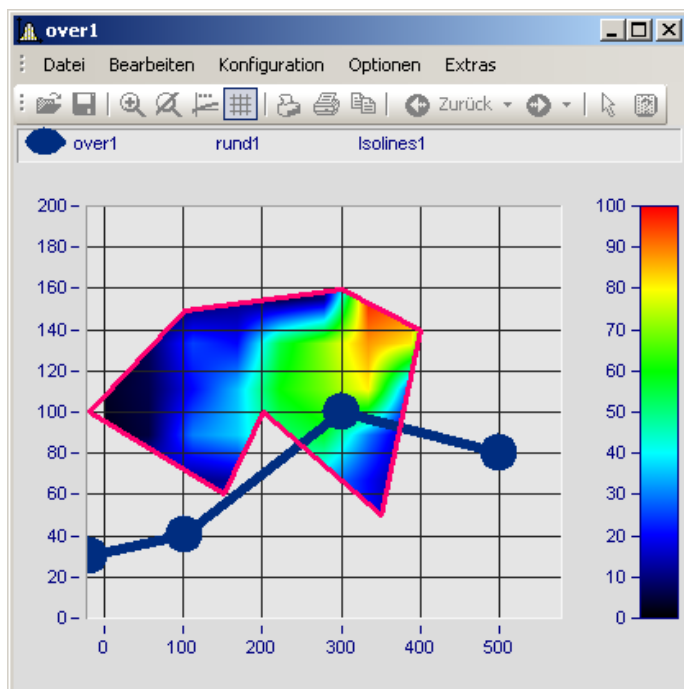 over1
Datei Bearbeiten Konfiguration Optionen Extras
Zurück
over1 rund1 Isolines1
200 100
180 90
160 80
140 70
120 60
100 50
80 40
60 30
40 20
20 10
0 0
0 100 200 300 400 500